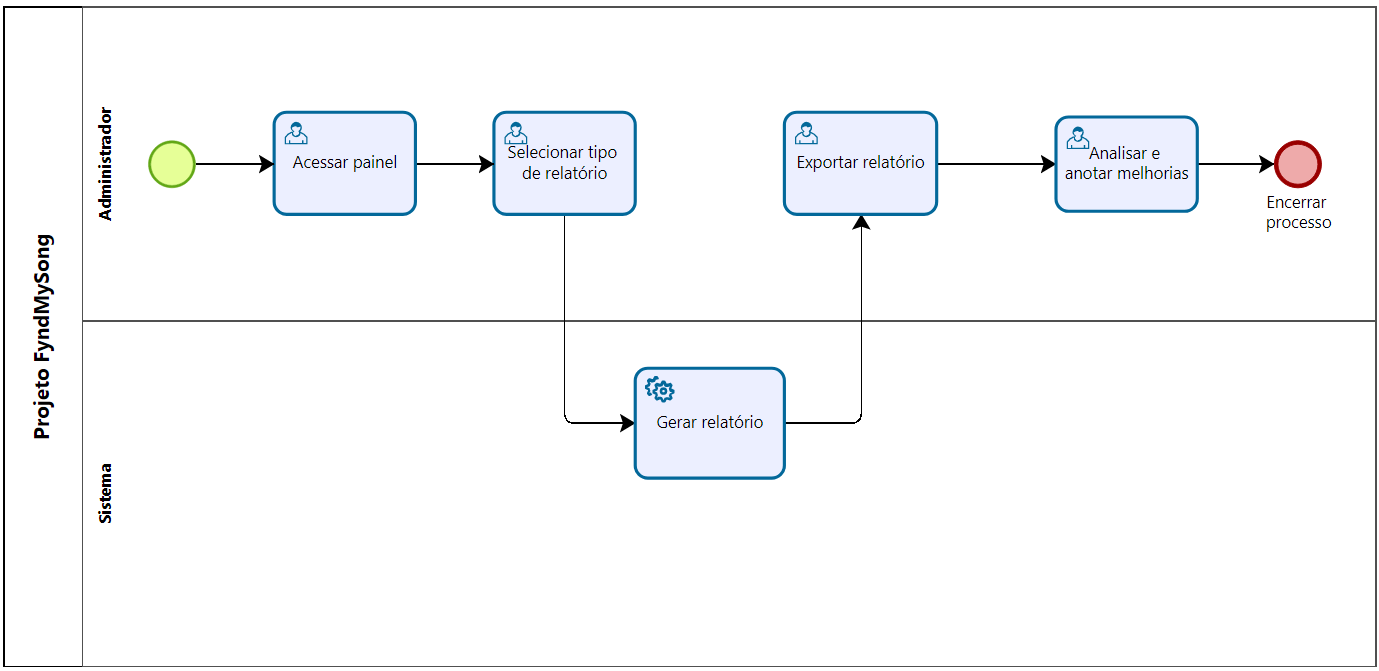 Projeto FyndMySong
Administrador
Acessar painel
Selecionar tipo
de relatório
Exportar relatório
Analisar e
anotar melhorias
Encerrar
processo
Sistema
Gerar relatório